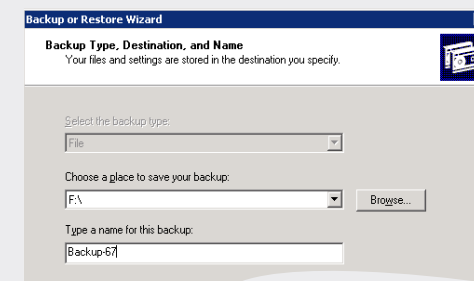 Backup or Restore Wizard
Backup Type, Destination, and Name
Your files and settings are stored in the destination you specify.
Select the backup type:
File
Choose a place to save your backup:
F:\
Browse...
Type a name for this backup:
Backup-67